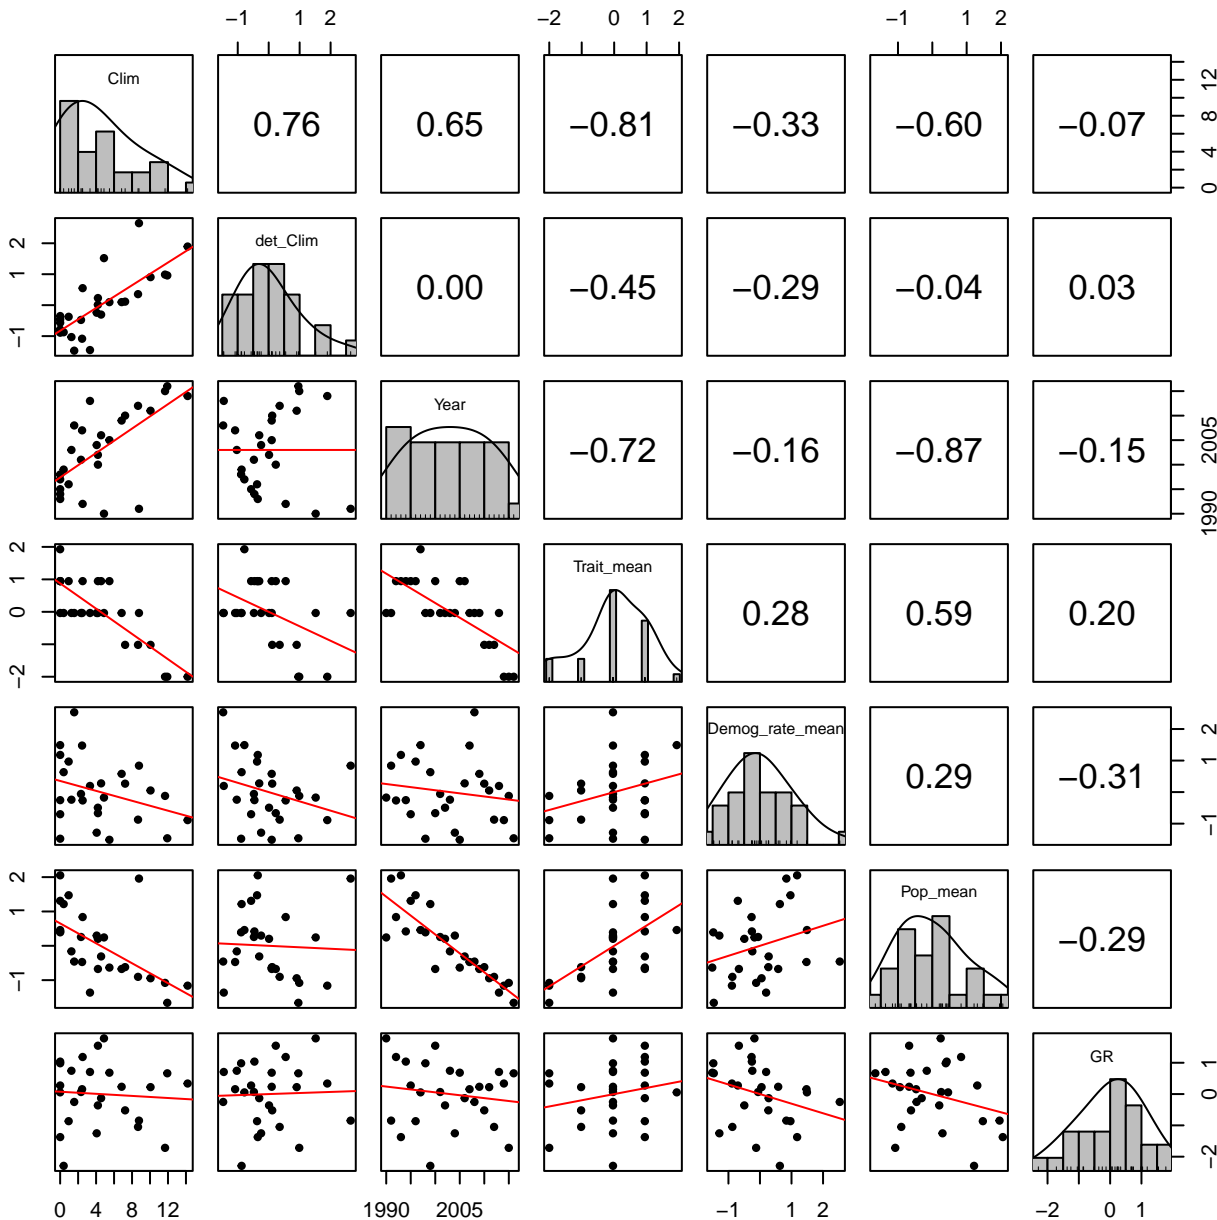 −1 1 2 −2 0 1 2 −1 1 2
Clim 0.76 0.65 −0.81 −0.33 −0.60 −0.07 0 4 8 12
−1 1 2 det_Clim 0.00 −0.45 −0.29 −0.04 0.03
Year −0.72 −0.16 −0.87 −0.15 1990 2005
−2 0 1 2 Trait_mean 0.28 0.59 0.20
Demog_rate_mean 0.29 −0.31 −1 1 2
−1 1 2 Pop_mean −0.29
GR −2 0 1
0 4 8 12 1990 2005 −1 1 2 −2 0 1